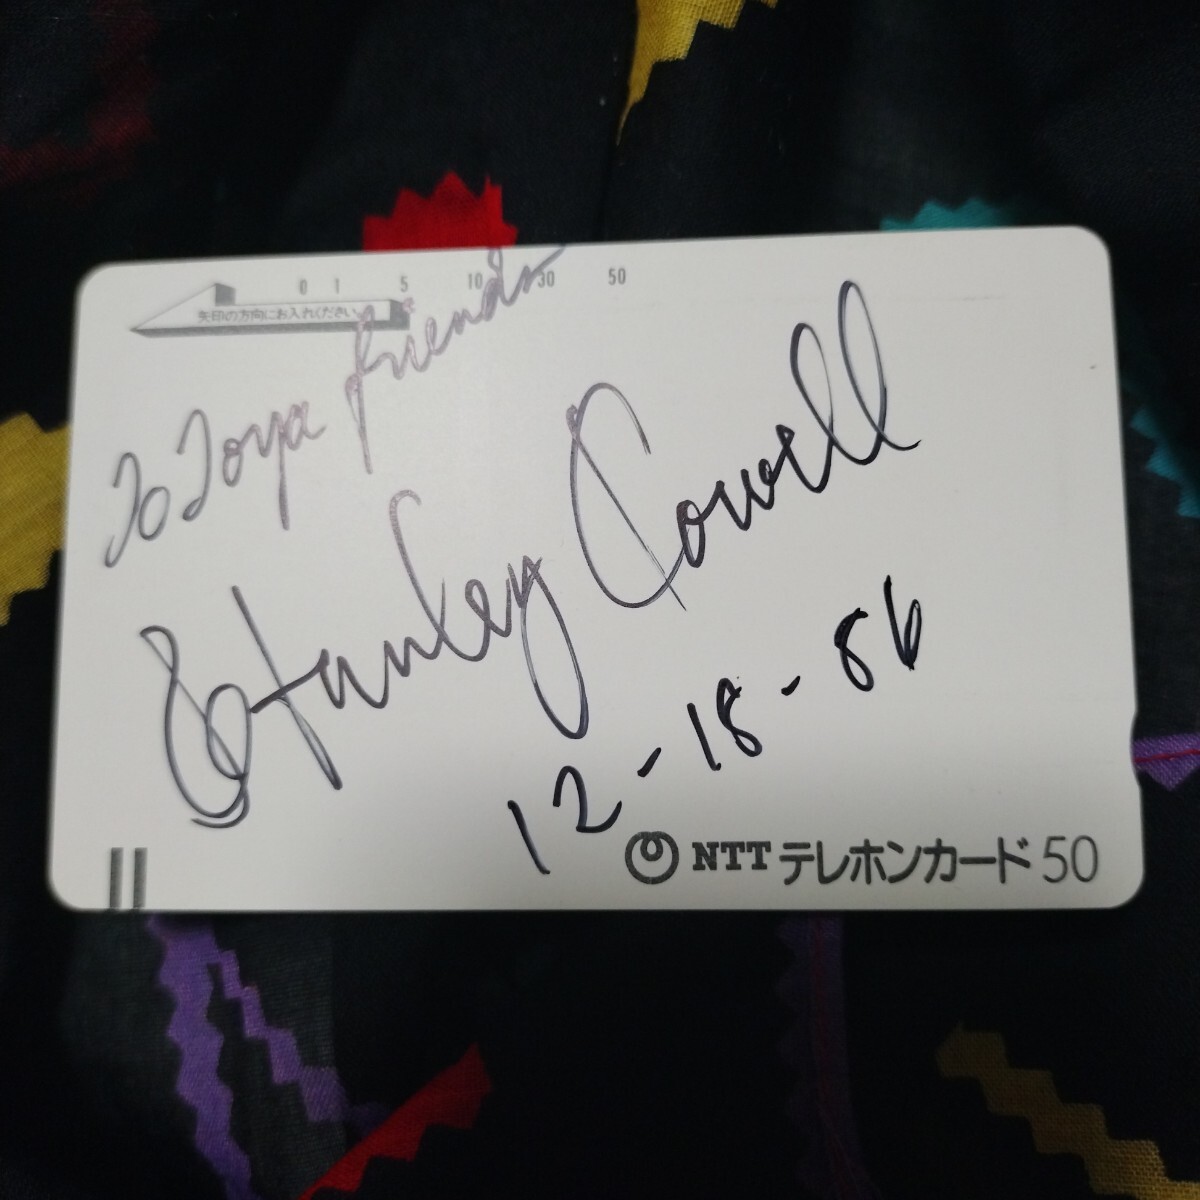 0 1 5 10 30 50
矢印の方向にお入れください
To Toya friends
Stanley Cowell
12-18-86
NTT テレホンカード 50